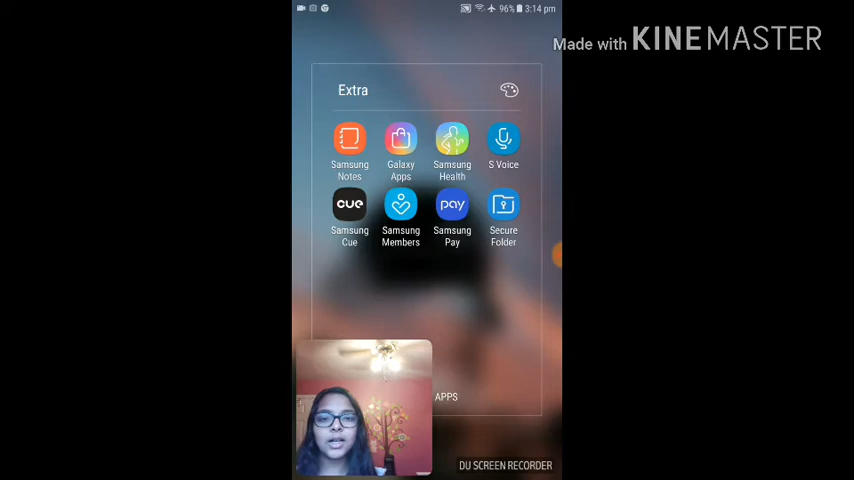 96% 3:14 pm
Made with KINEMASTER
Extra
Samsung Notes
Galaxy Apps
Samsung Health
S Voice
cue
pay
Samsung Cue
Samsung Members
Samsung Pay
Secure Folder
APPS
DU SCREEN RECORDER